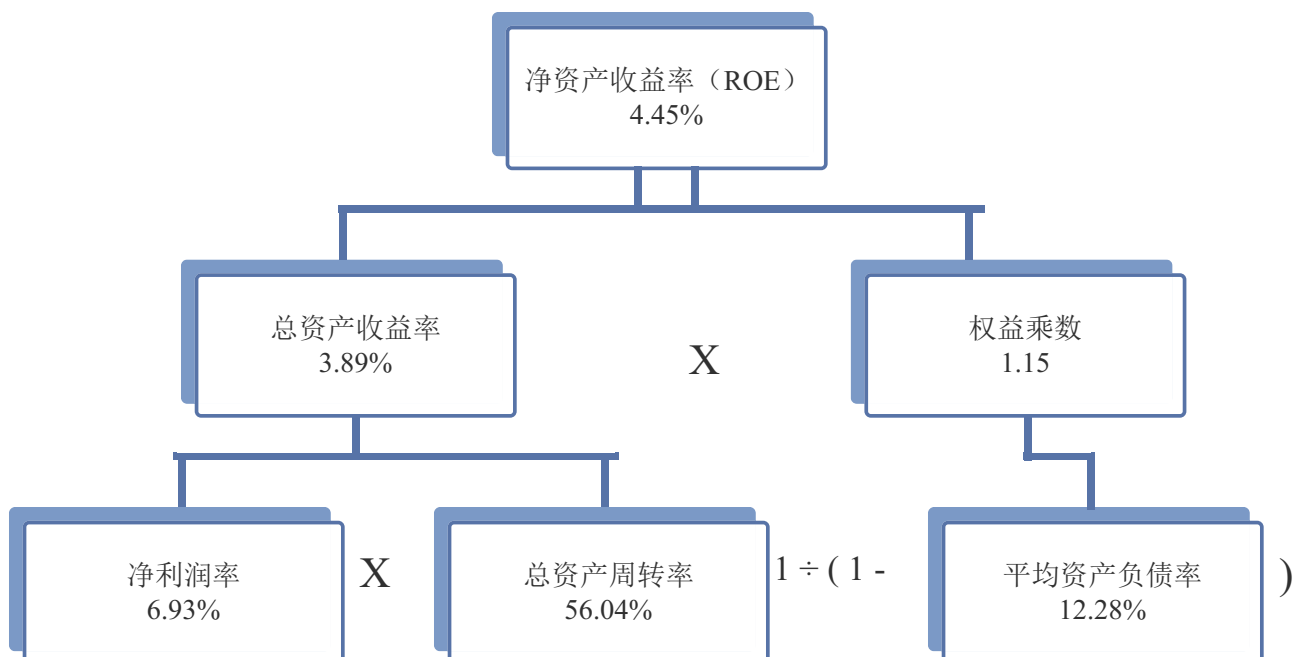 净资产收益率（ROE）
4.45%
总资产收益率
3.89%
X
权益乘数
1.15
净利润率
6.93%
X
总资产周转率
56.04%
1 ÷ ( 1 -
平均资产负债率
12.28%
)